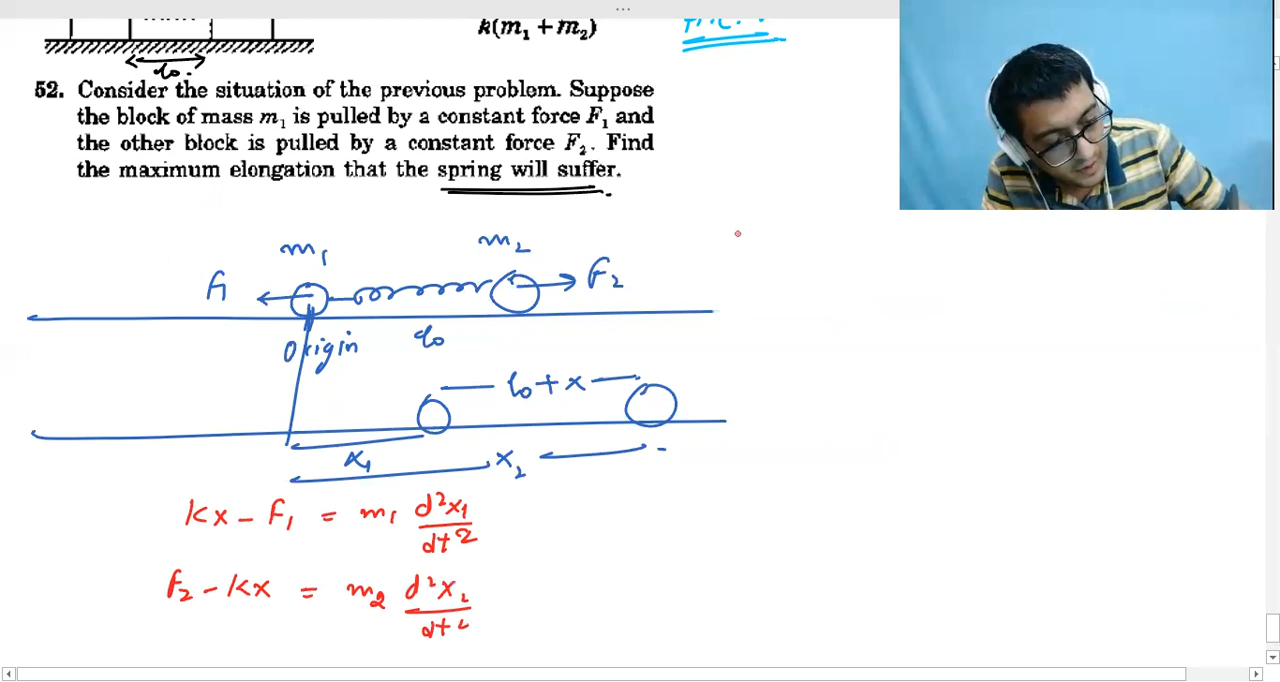 k(m₁ + m₂)
l₀.
52. Consider the situation of the previous problem. Suppose
the block of mass m₁ is pulled by a constant force F₁ and
the other block is pulled by a constant force F₂. Find
the maximum elongation that the spring will suffer.
m₁ m₂
F₁ F₂
Origin l₀
l₀ + x
x₁ x₂
kx - F₁ = m₁ d²x₁/dt²
F₂ - kx = m₂ d²x₂/dt²